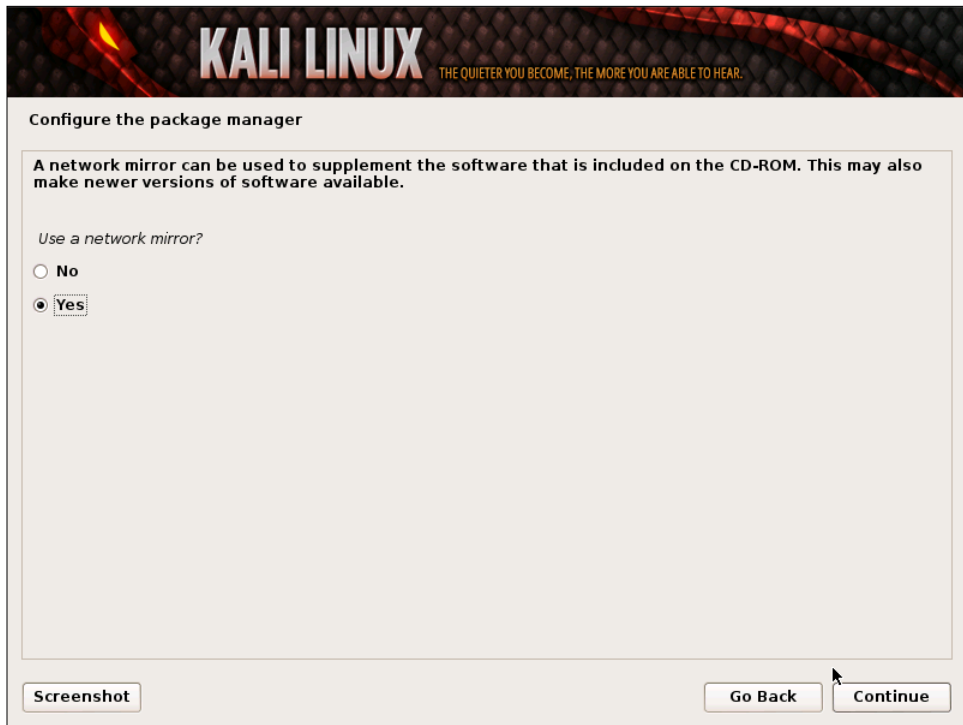 KALI LINUX
THE QUIETER YOU BECOME, THE MORE YOU ARE ABLE TO HEAR.
Configure the package manager
A network mirror can be used to supplement the software that is included on the CD-ROM. This may also
make newer versions of software available.
Use a network mirror?
No
Yes
Screenshot
Go Back
Continue